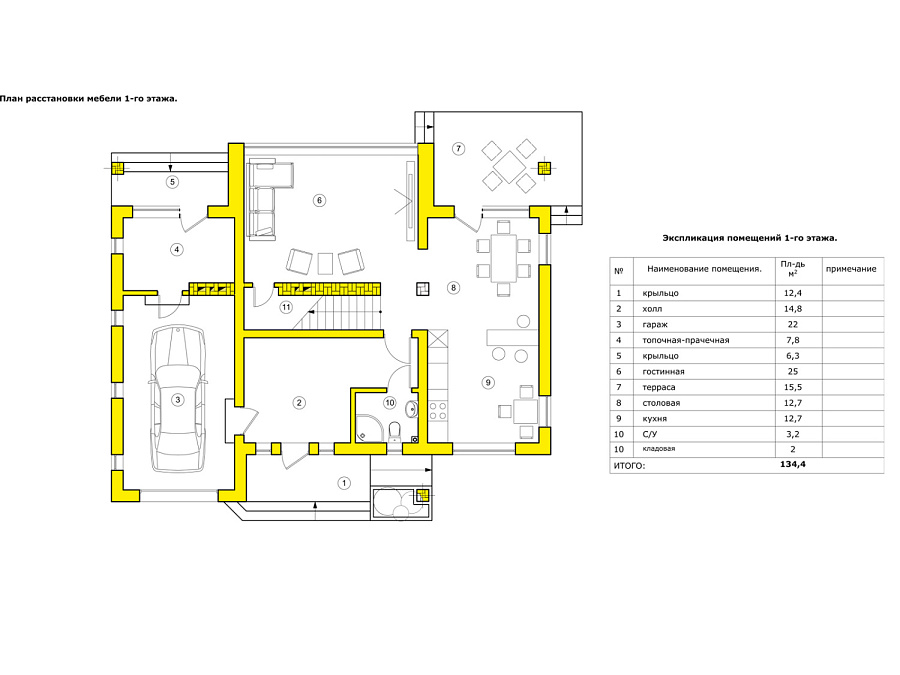 План расстановки мебели 1-го этажа.
7
5
6
4
8
11
9
3
2
10
1
Экспликация помещений 1-го этажа.
№ Наименование помещения. Пл-дь м² примечание
1 крыльцо 12,4
2 холл 14,8
3 гараж 22
4 топочная-прачечная 7,8
5 крыльцо 6,3
6 гостинная 25
7 терраса 15,5
8 столовая 12,7
9 кухня 12,7
10 С/У 3,2
10 кладовая 2
ИТОГО: 134,4